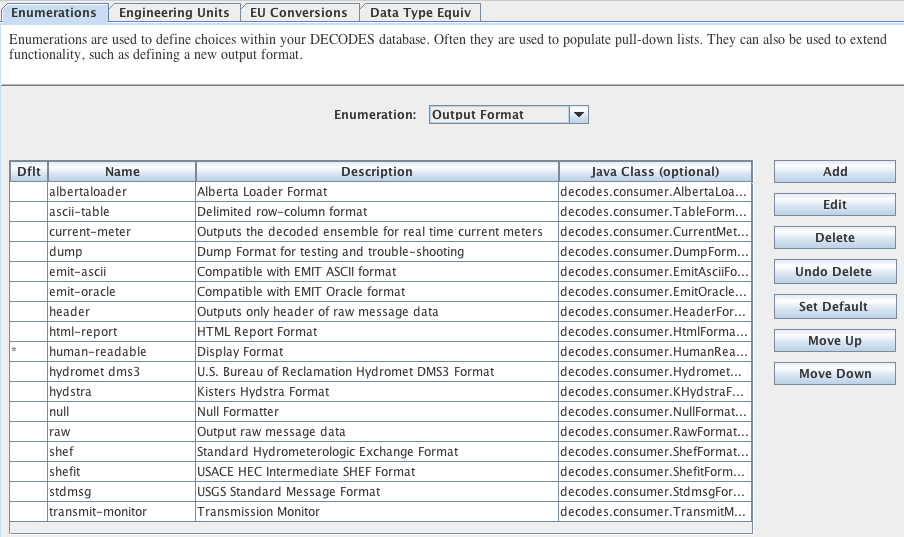 Enumerations Engineering Units EU Conversions Data Type Equiv
Enumerations are used to define choices within your DECODES database. Often they are used to populate pull-down lists. They can also be used to extend
functionality, such as defining a new output format.
Enumeration: Output Format
Dflt Name Description Java Class (optional) Add
albertaloader Alberta Loader Format decodes.consumer.AlbertaLoa...
ascii-table Delimited row-column format decodes.consumer.TableForm... Edit
current-meter Outputs the decoded ensemble for real time current meters decodes.consumer.CurrentMet... Delete
dump Dump Format for testing and trouble-shooting decodes.consumer.DumpForm...
emit-ascii Compatible with EMIT ASCII format decodes.consumer.EmitAsciiFo... Undo Delete
emit-oracle Compatible with EMIT Oracle format decodes.consumer.EmitOracle...
header Outputs only header of raw message data decodes.consumer.HeaderFor... Set Default
html-report HTML Report Format decodes.consumer.HtmlForma... Move Up
* human-readable Display Format decodes.consumer.HumanRea...
hydromet dms3 U.S. Bureau of Reclamation Hydromet DMS3 Format decodes.consumer.Hydromet... Move Down
hydstra Kisters Hydstra Format decodes.consumer.KHydstraF...
null Null Formatter decodes.consumer.NullFormat...
raw Output raw message data decodes.consumer.RawFormat...
shef Standard Hydrometerologic Exchange Format decodes.consumer.ShefFormat...
shefit USACE HEC Intermediate SHEF Format decodes.consumer.ShefitForm...
stdmsg USGS Standard Message Format decodes.consumer.StdmsgFor...
transmit-monitor Transmission Monitor decodes.consumer.TransmitM...